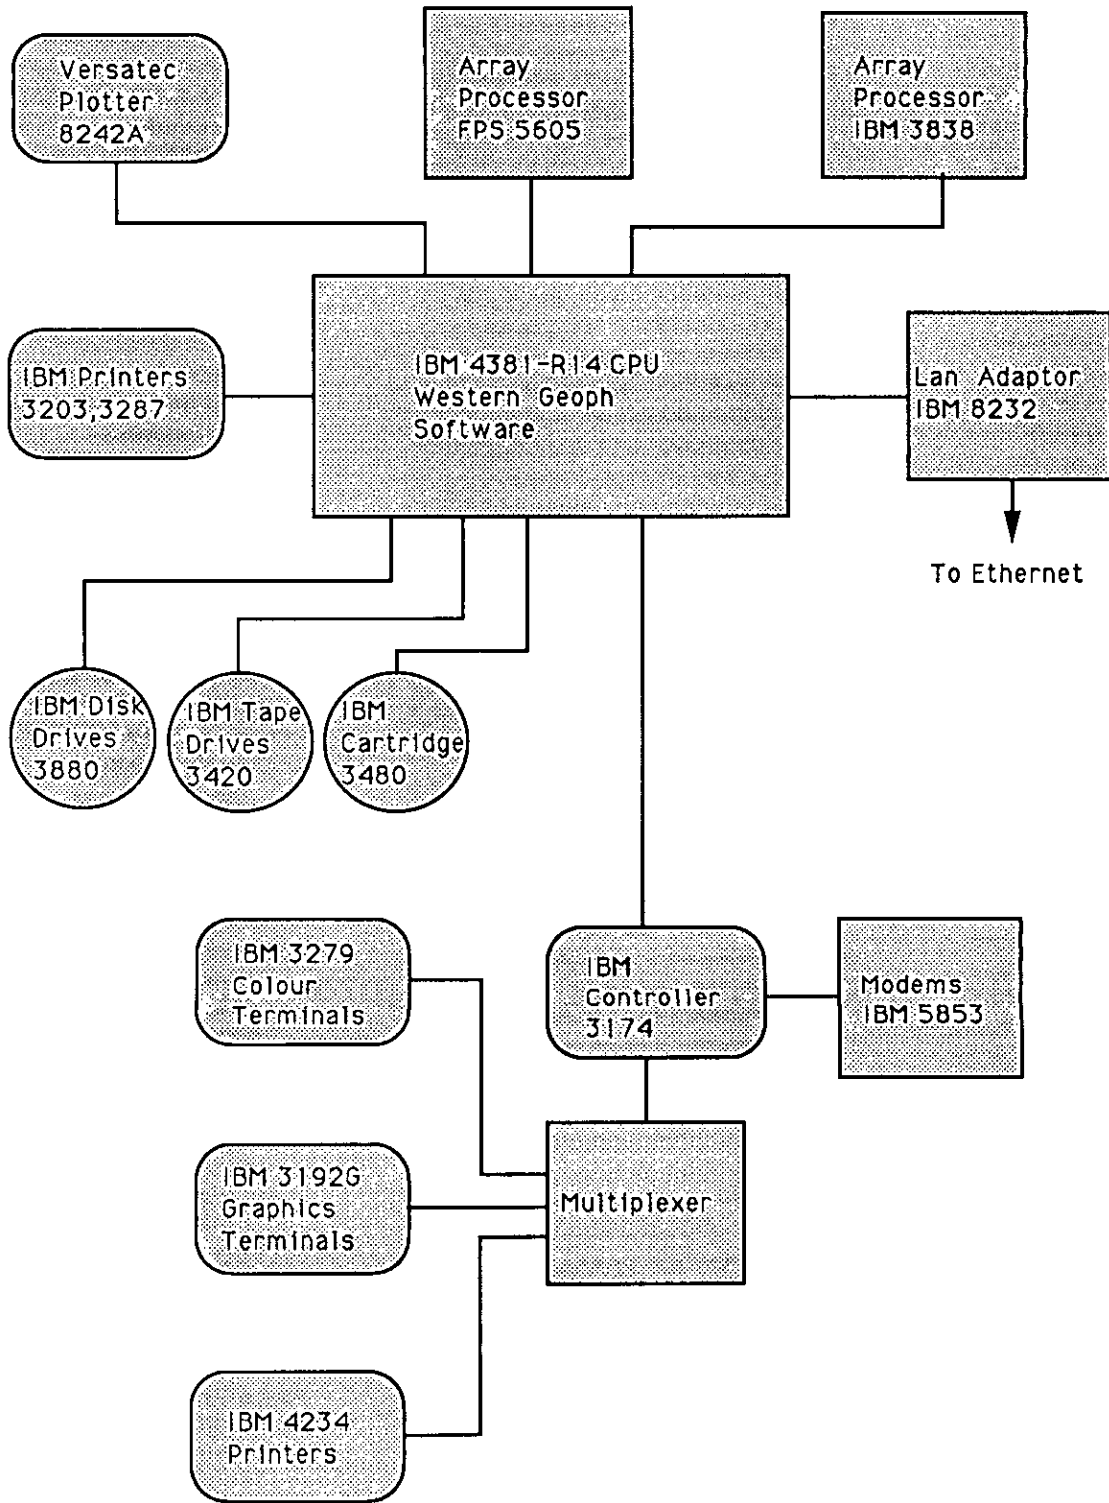 Versatec
Plotter
8242A
Array
Processor
FPS 5605
Array
Processor
IBM 3838
IBM Printers
3203,3287
IBM 4381-R14 CPU
Western Geoph
Software
Lan Adaptor
IBM 8232
To Ethernet
IBM Disk
Drives
3880
IBM Tape
Drives
3420
IBM
Cartridge
3480
IBM 3279
Colour
Terminals
IBM
Controller
3174
Modems
IBM 5853
IBM 3192G
Graphics
Terminals
Multiplexer
IBM 4234
Printers